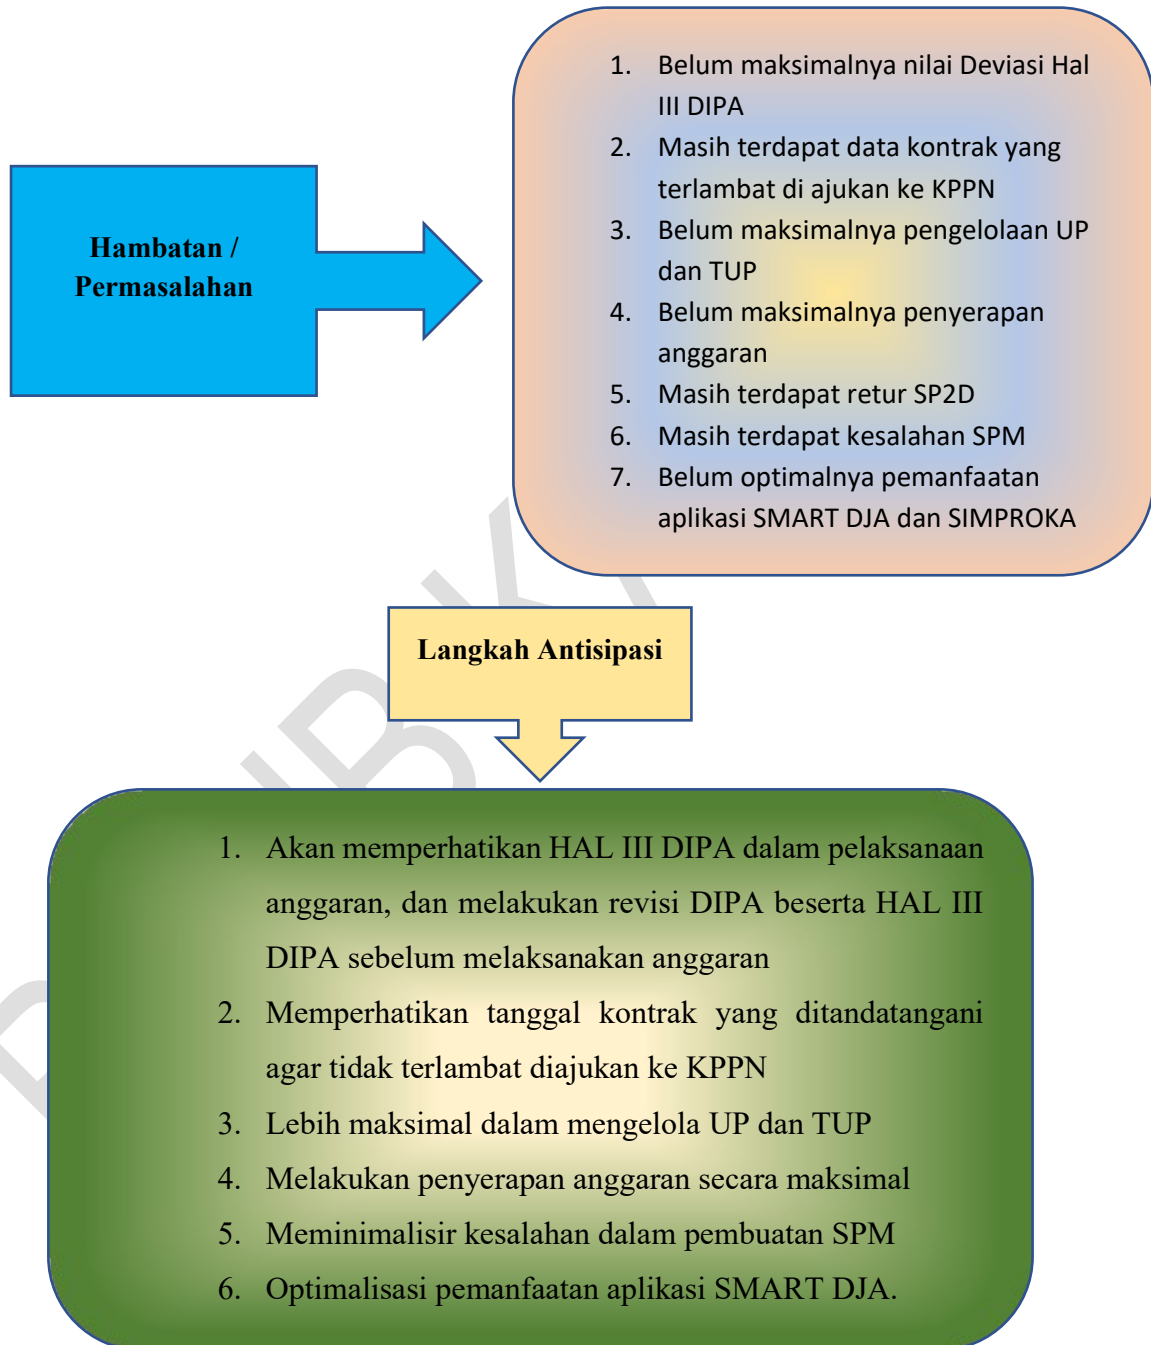 Hambatan /
Permasalahan
1. Belum maksimalnya nilai Deviasi Hal
III DIPA
2. Masih terdapat data kontrak yang
terlambat di ajukan ke KPPN
3. Belum maksimalnya pengelolaan UP
dan TUP
4. Belum maksimalnya penyerapan
anggaran
5. Masih terdapat retur SP2D
6. Masih terdapat kesalahan SPM
7. Belum optimalnya pemanfaatan
aplikasi SMART DJA dan SIMPROKA
Langkah Antisipasi
1. Akan memperhatikan HAL III DIPA dalam pelaksanaan
anggaran, dan melakukan revisi DIPA beserta HAL III
DIPA sebelum melaksanakan anggaran
2. Memperhatikan tanggal kontrak yang ditandatangani
agar tidak terlambat diajukan ke KPPN
3. Lebih maksimal dalam mengelola UP dan TUP
4. Melakukan penyerapan anggaran secara maksimal
5. Meminimalisir kesalahan dalam pembuatan SPM
6. Optimalisasi pemanfaatan aplikasi SMART DJA.